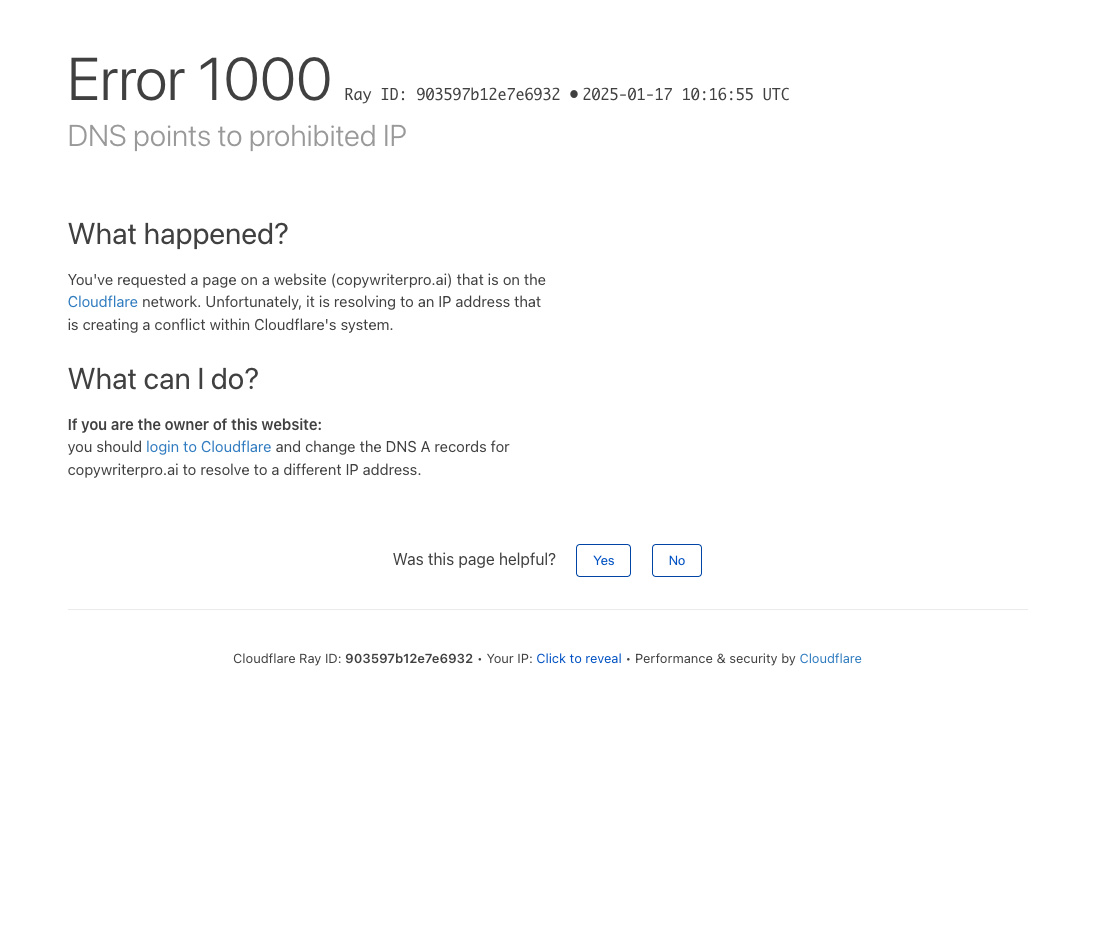 Error 1000 Ray ID: 903597b12e7e6932 • 2025-01-17 10:16:55 UTC
DNS points to prohibited IP
What happened?
You've requested a page on a website (copywriterpro.ai) that is on the
Cloudflare network. Unfortunately, it is resolving to an IP address that
is creating a conflict within Cloudflare's system.
What can I do?
If you are the owner of this website:
you should login to Cloudflare and change the DNS A records for
copywriterpro.ai to resolve to a different IP address.
Was this page helpful? Yes No
Cloudflare Ray ID: 903597b12e7e6932 • Your IP: Click to reveal • Performance & security by Cloudflare